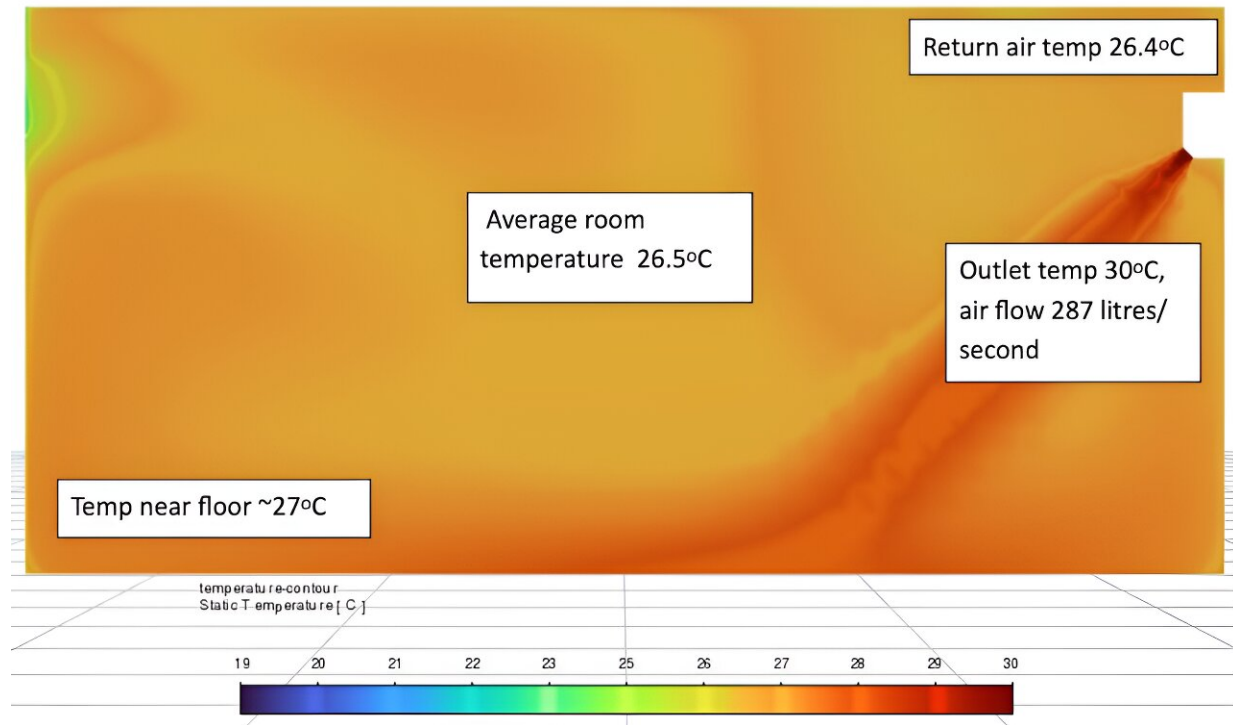 Return air temp 26.4ºC
Average room
temperature 26.5ºC
Outlet temp 30ºC,
air flow 287 litres/
second
Temp near floor ~27ºC
temperature-contour
Static Temperature [ C ]
19 20 21 22 23 25 26 27 28 29 30